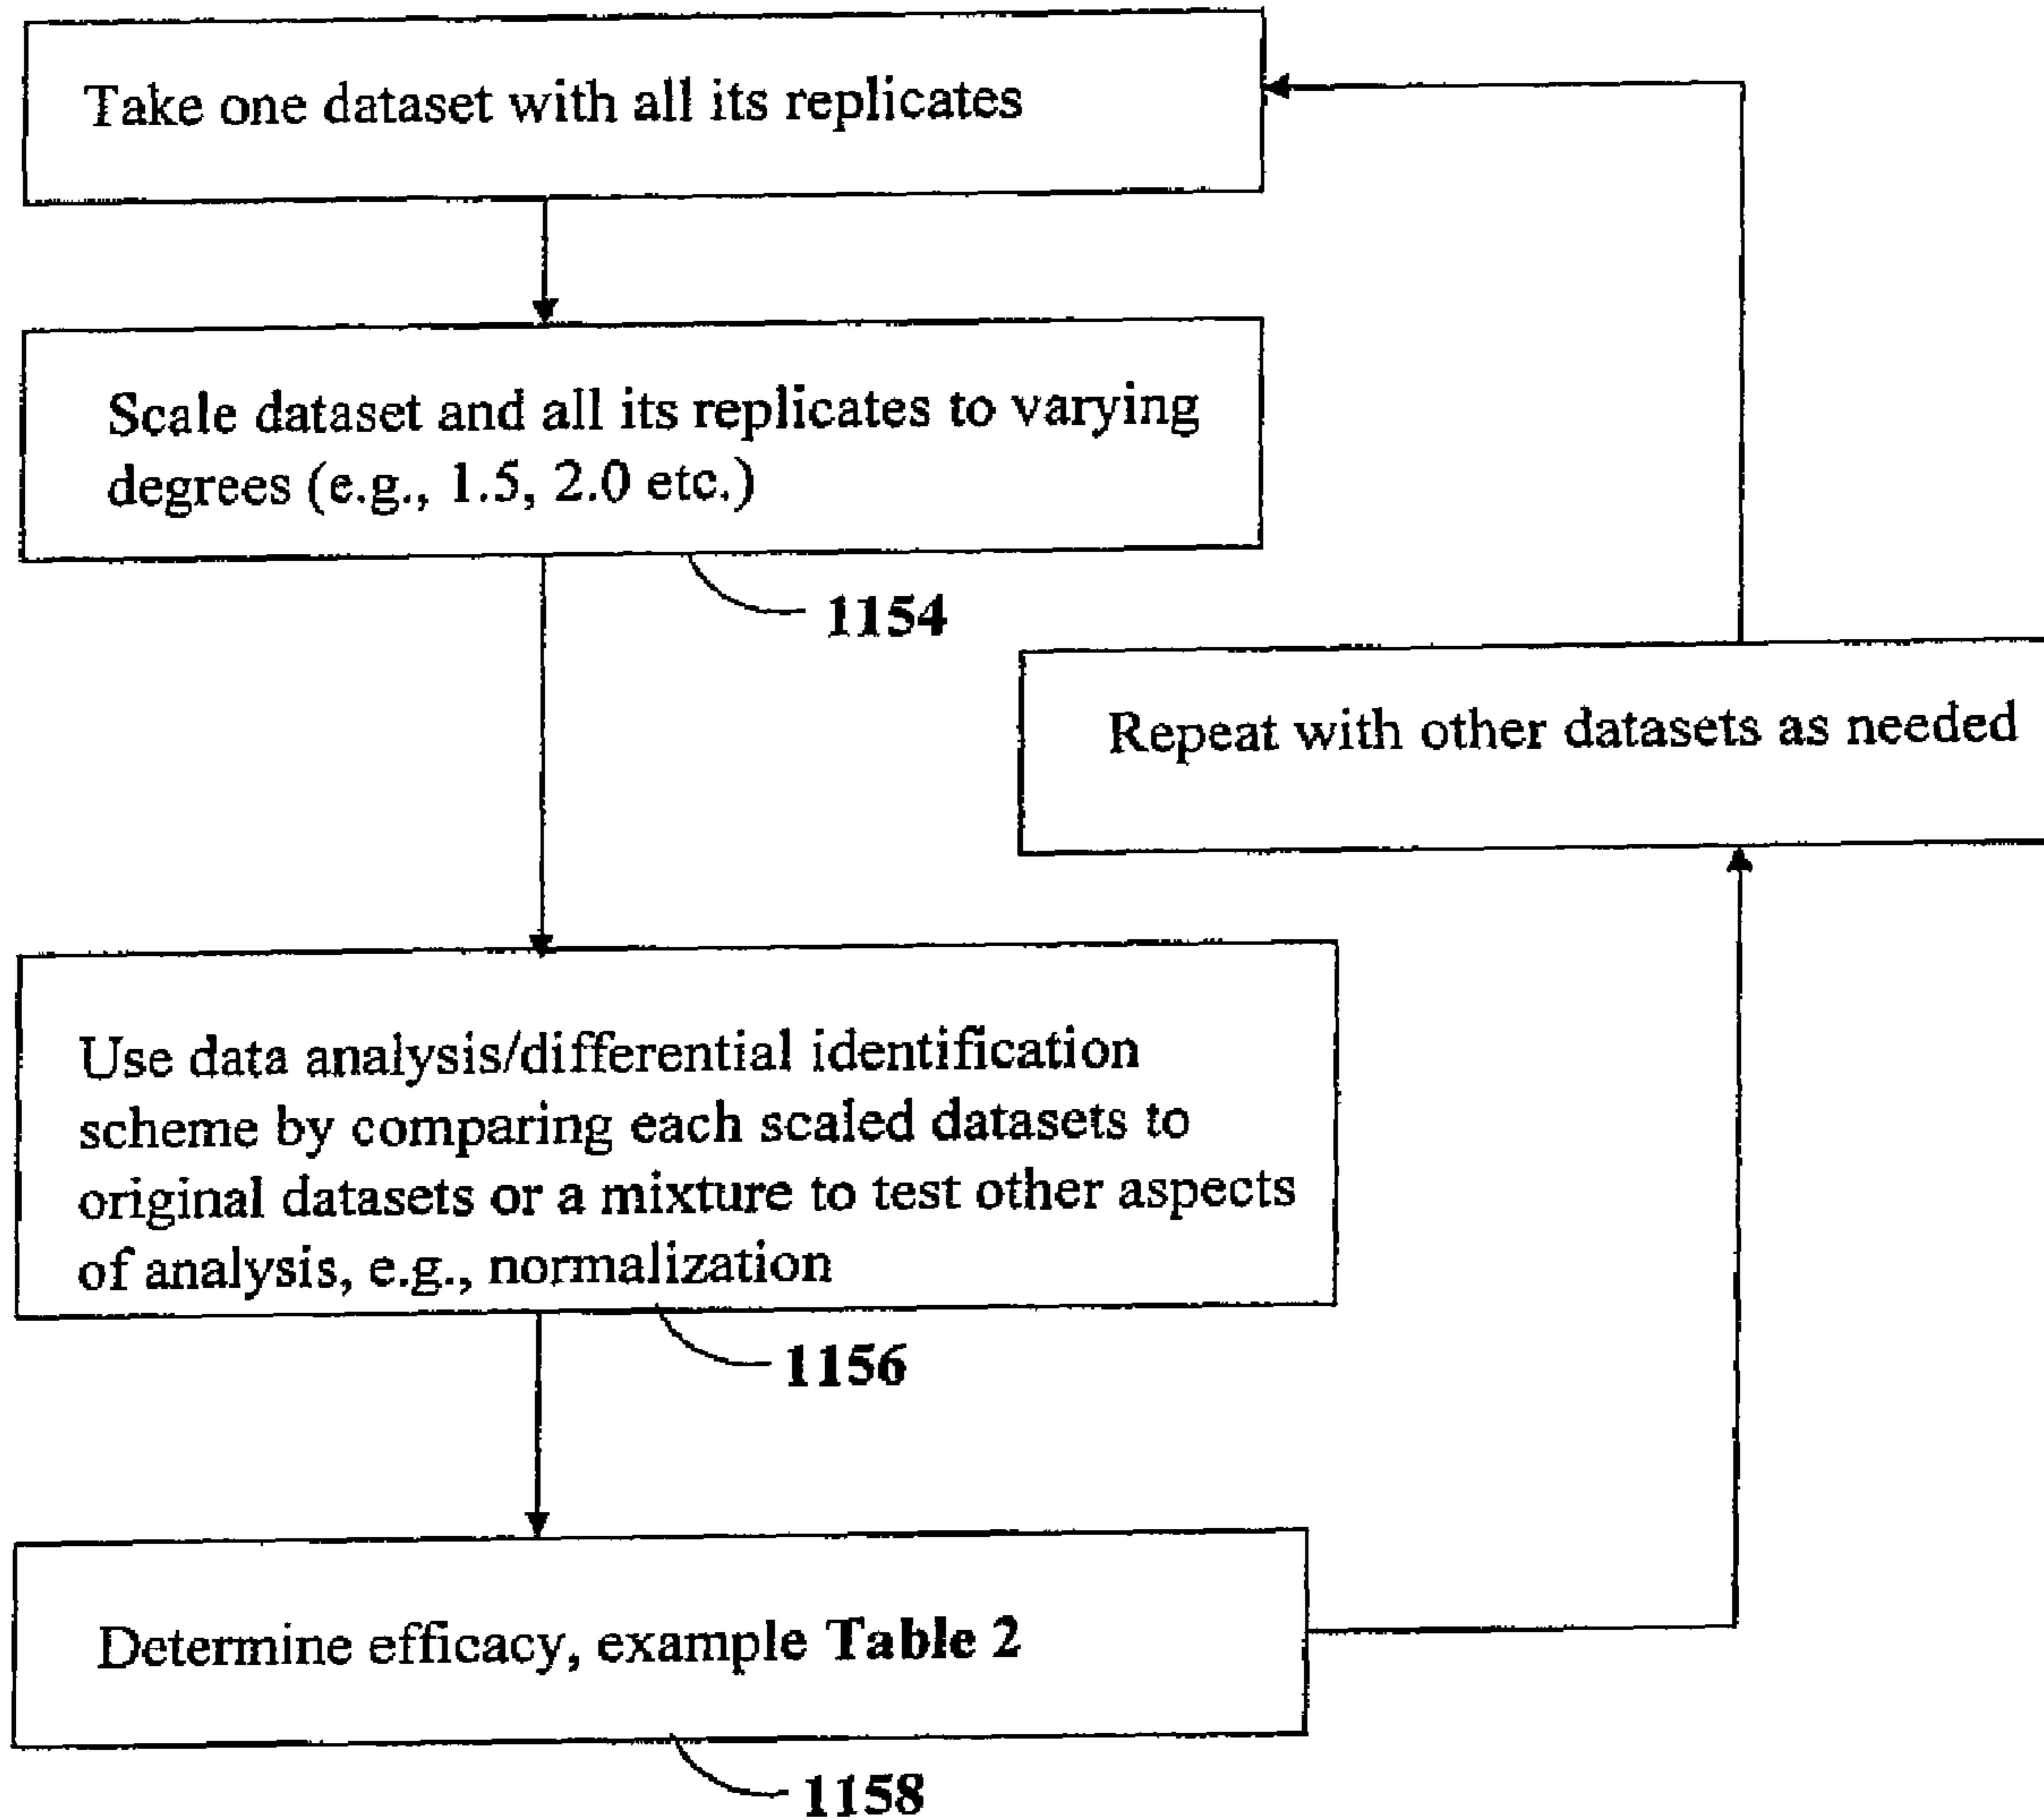 Take one dataset with all its replicates
Scale dataset and all its replicates to varying
degrees (e.g., 1.5, 2.0 etc.)
1154
Repeat with other datasets as needed
Use data analysis/differential identification
scheme by comparing each scaled datasets to
original datasets or a mixture to test other aspects
of analysis, e.g., normalization
1156
Determine efficacy, example Table 2
1158